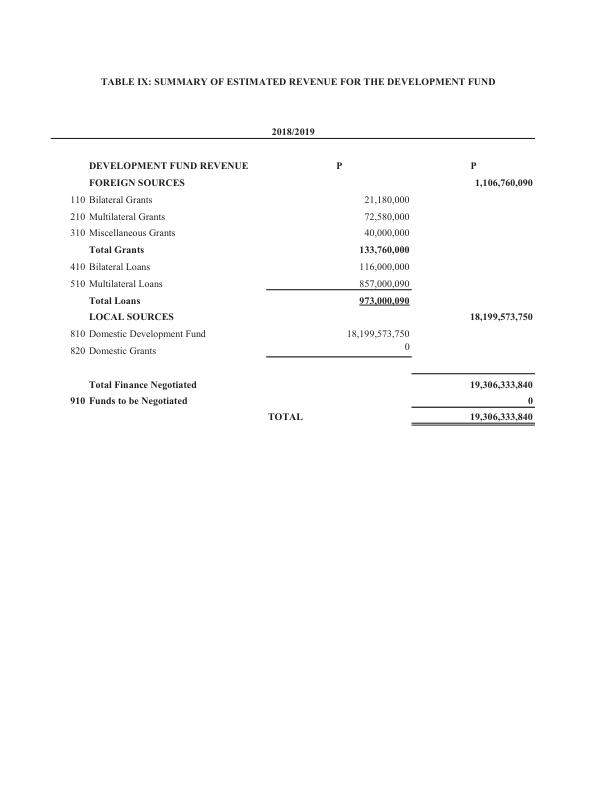 TABLE IX: SUMMARY OF ESTIMATED REVENUE FOR THE DEVELOPMENT FUND
2018/2019
DEVELOPMENT FUND REVENUE P P
FOREIGN SOURCES 1,106,760,090
110 Bilateral Grants 21,180,000
210 Multilateral Grants 72,580,000
310 Miscellaneous Grants 40,000,000
Total Grants 133,760,000
410 Bilateral Loans 116,000,000
510 Multilateral Loans 857,000,090
Total Loans 973,000,090
LOCAL SOURCES 18,199,573,750
810 Domestic Development Fund 18,199,573,750
820 Domestic Grants 0
Total Finance Negotiated 19,306,333,840
910 Funds to be Negotiated 0
TOTAL 19,306,333,840